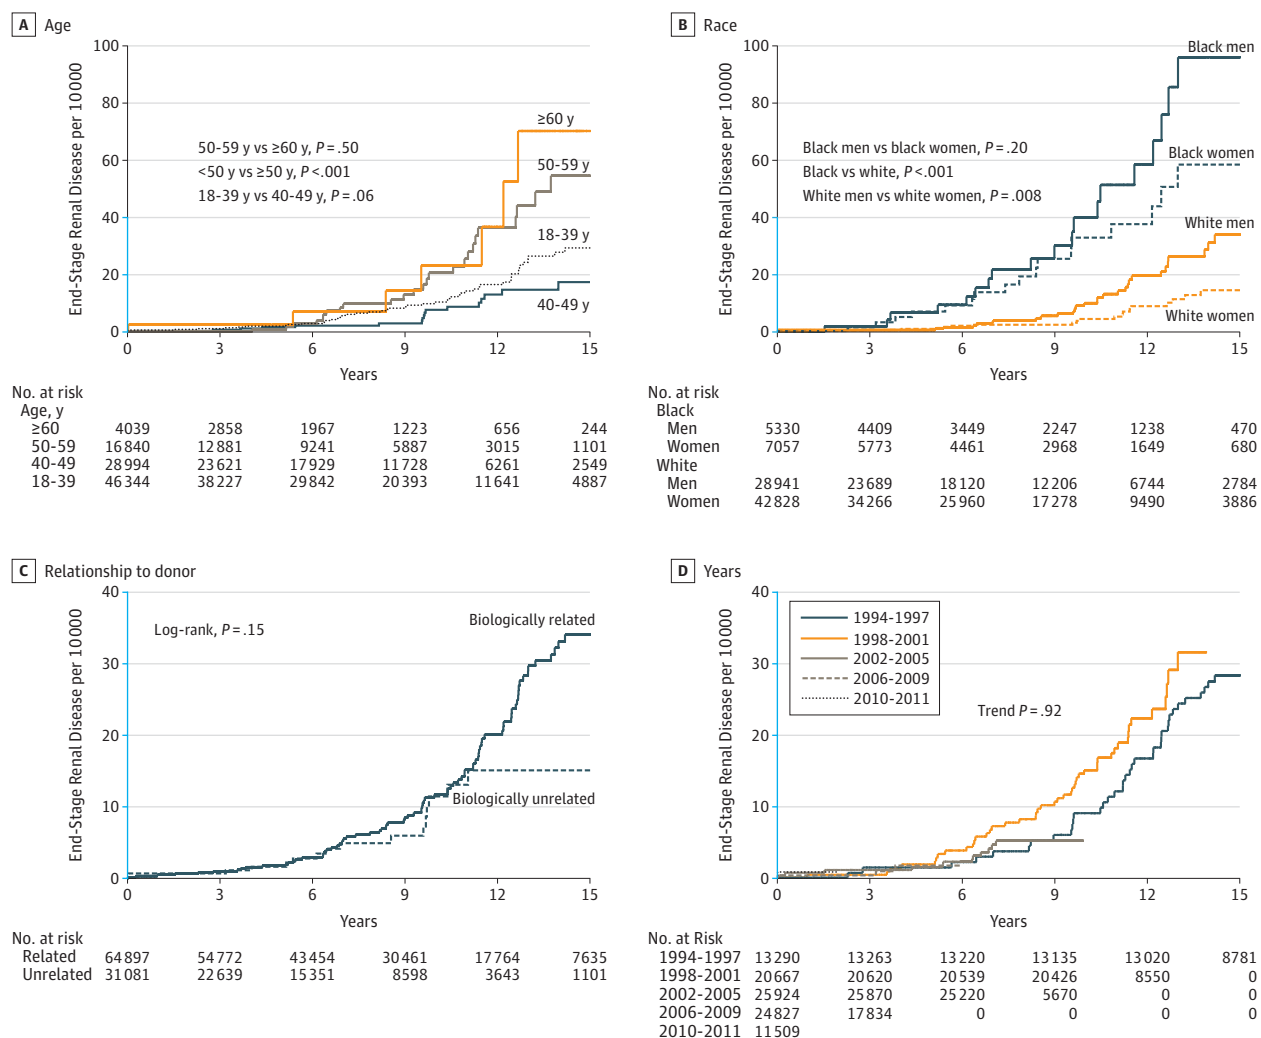 A Age
End-Stage Renal Disease per 10 000
100
80
60
40
20
0
50-59 y vs ≥60 y, P = .50
<50 y vs ≥50 y, P <.001
18-39 y vs 40-49 y, P = .06
≥60 y
50-59 y
18-39 y
40-49 y
0 3 6 9 12 15
Years
No. at risk
Age, y
≥60 4039 2858 1967 1223 656 244
50-59 16 840 12 881 9241 5887 3015 1101
40-49 28 994 23 621 17 929 11 728 6261 2549
18-39 46 344 38 227 29 842 20 393 11 641 4887
B Race
End-Stage Renal Disease per 10 000
100
80
60
40
20
0
Black men vs black women, P = .20
Black vs white, P <.001
White men vs white women, P = .008
Black men
Black women
White men
White women
0 3 6 9 12 15
Years
No. at risk
Black
Men 5330 4409 3449 2247 1238 470
Women 7057 5773 4461 2968 1649 680
White
Men 28 941 23 689 18 120 12 206 6744 2784
Women 42 828 34 266 25 960 17 278 9490 3886
C Relationship to donor
End-Stage Renal Disease per 10 000
40
30
20
10
0
Log-rank, P = .15
Biologically related
Biologically unrelated
0 3 6 9 12 15
Years
No. at risk
Related 64 897 54 772 43 454 30 461 17 764 7635
Unrelated 31 081 22 639 15 351 8598 3643 1101
D Years
End-Stage Renal Disease per 10 000
40
30
20
10
0
1994-1997
1998-2001
2002-2005
2006-2009
2010-2011
Trend P = .92
0 3 6 9 12 15
Years
No. at Risk
1994-1997 13 290 13 263 13 220 13 135 13 020 8781
1998-2001 20 667 20 620 20 539 20 426 8550 0
2002-2005 25 924 25 870 25 220 5670 0 0
2006-2009 24 827 17 834 0 0 0 0
2010-2011 11 509